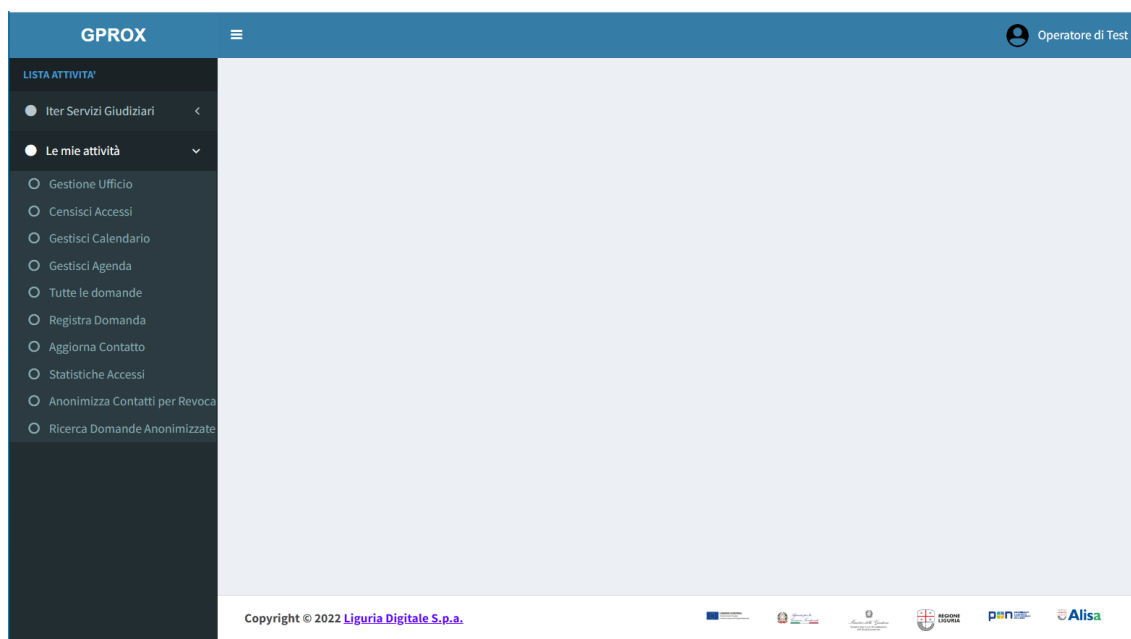 GPROX
Operatore di Test
LISTA ATTIVITA'
Iter Servizi Giudiziari
Le mie attività
Gestione Ufficio
Censisci Accessi
Gestisci Calendario
Gestisci Agenda
Tutte le domande
Registra Domanda
Aggiorna Contatto
Statistiche Accessi
Anonimizza Contatti per Revoca
Ricerca Domande Anonimizzate
Copyright © 2022 Liguria Digitale S.p.a.
REGIONE
LIGURIA
pon
Alisa